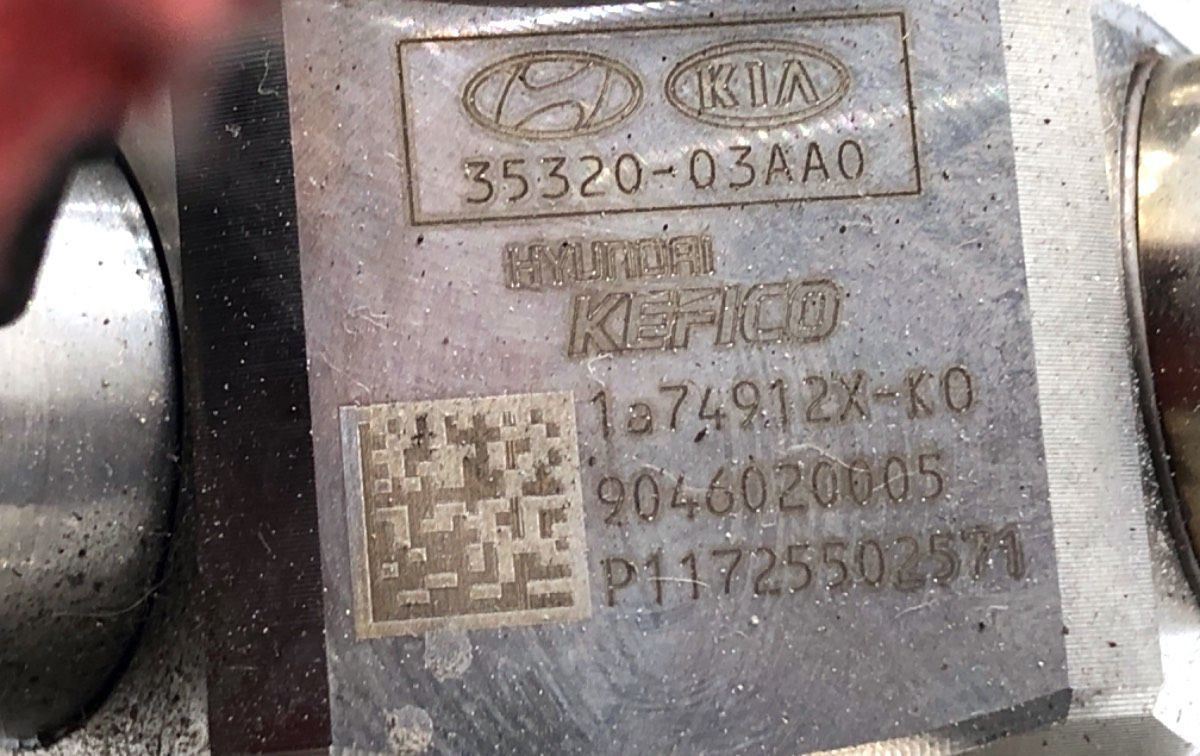 KIA
35320-03AA0
HYUNDAI
KEFICO
1a74912X-K0
9046020005
P11725502571